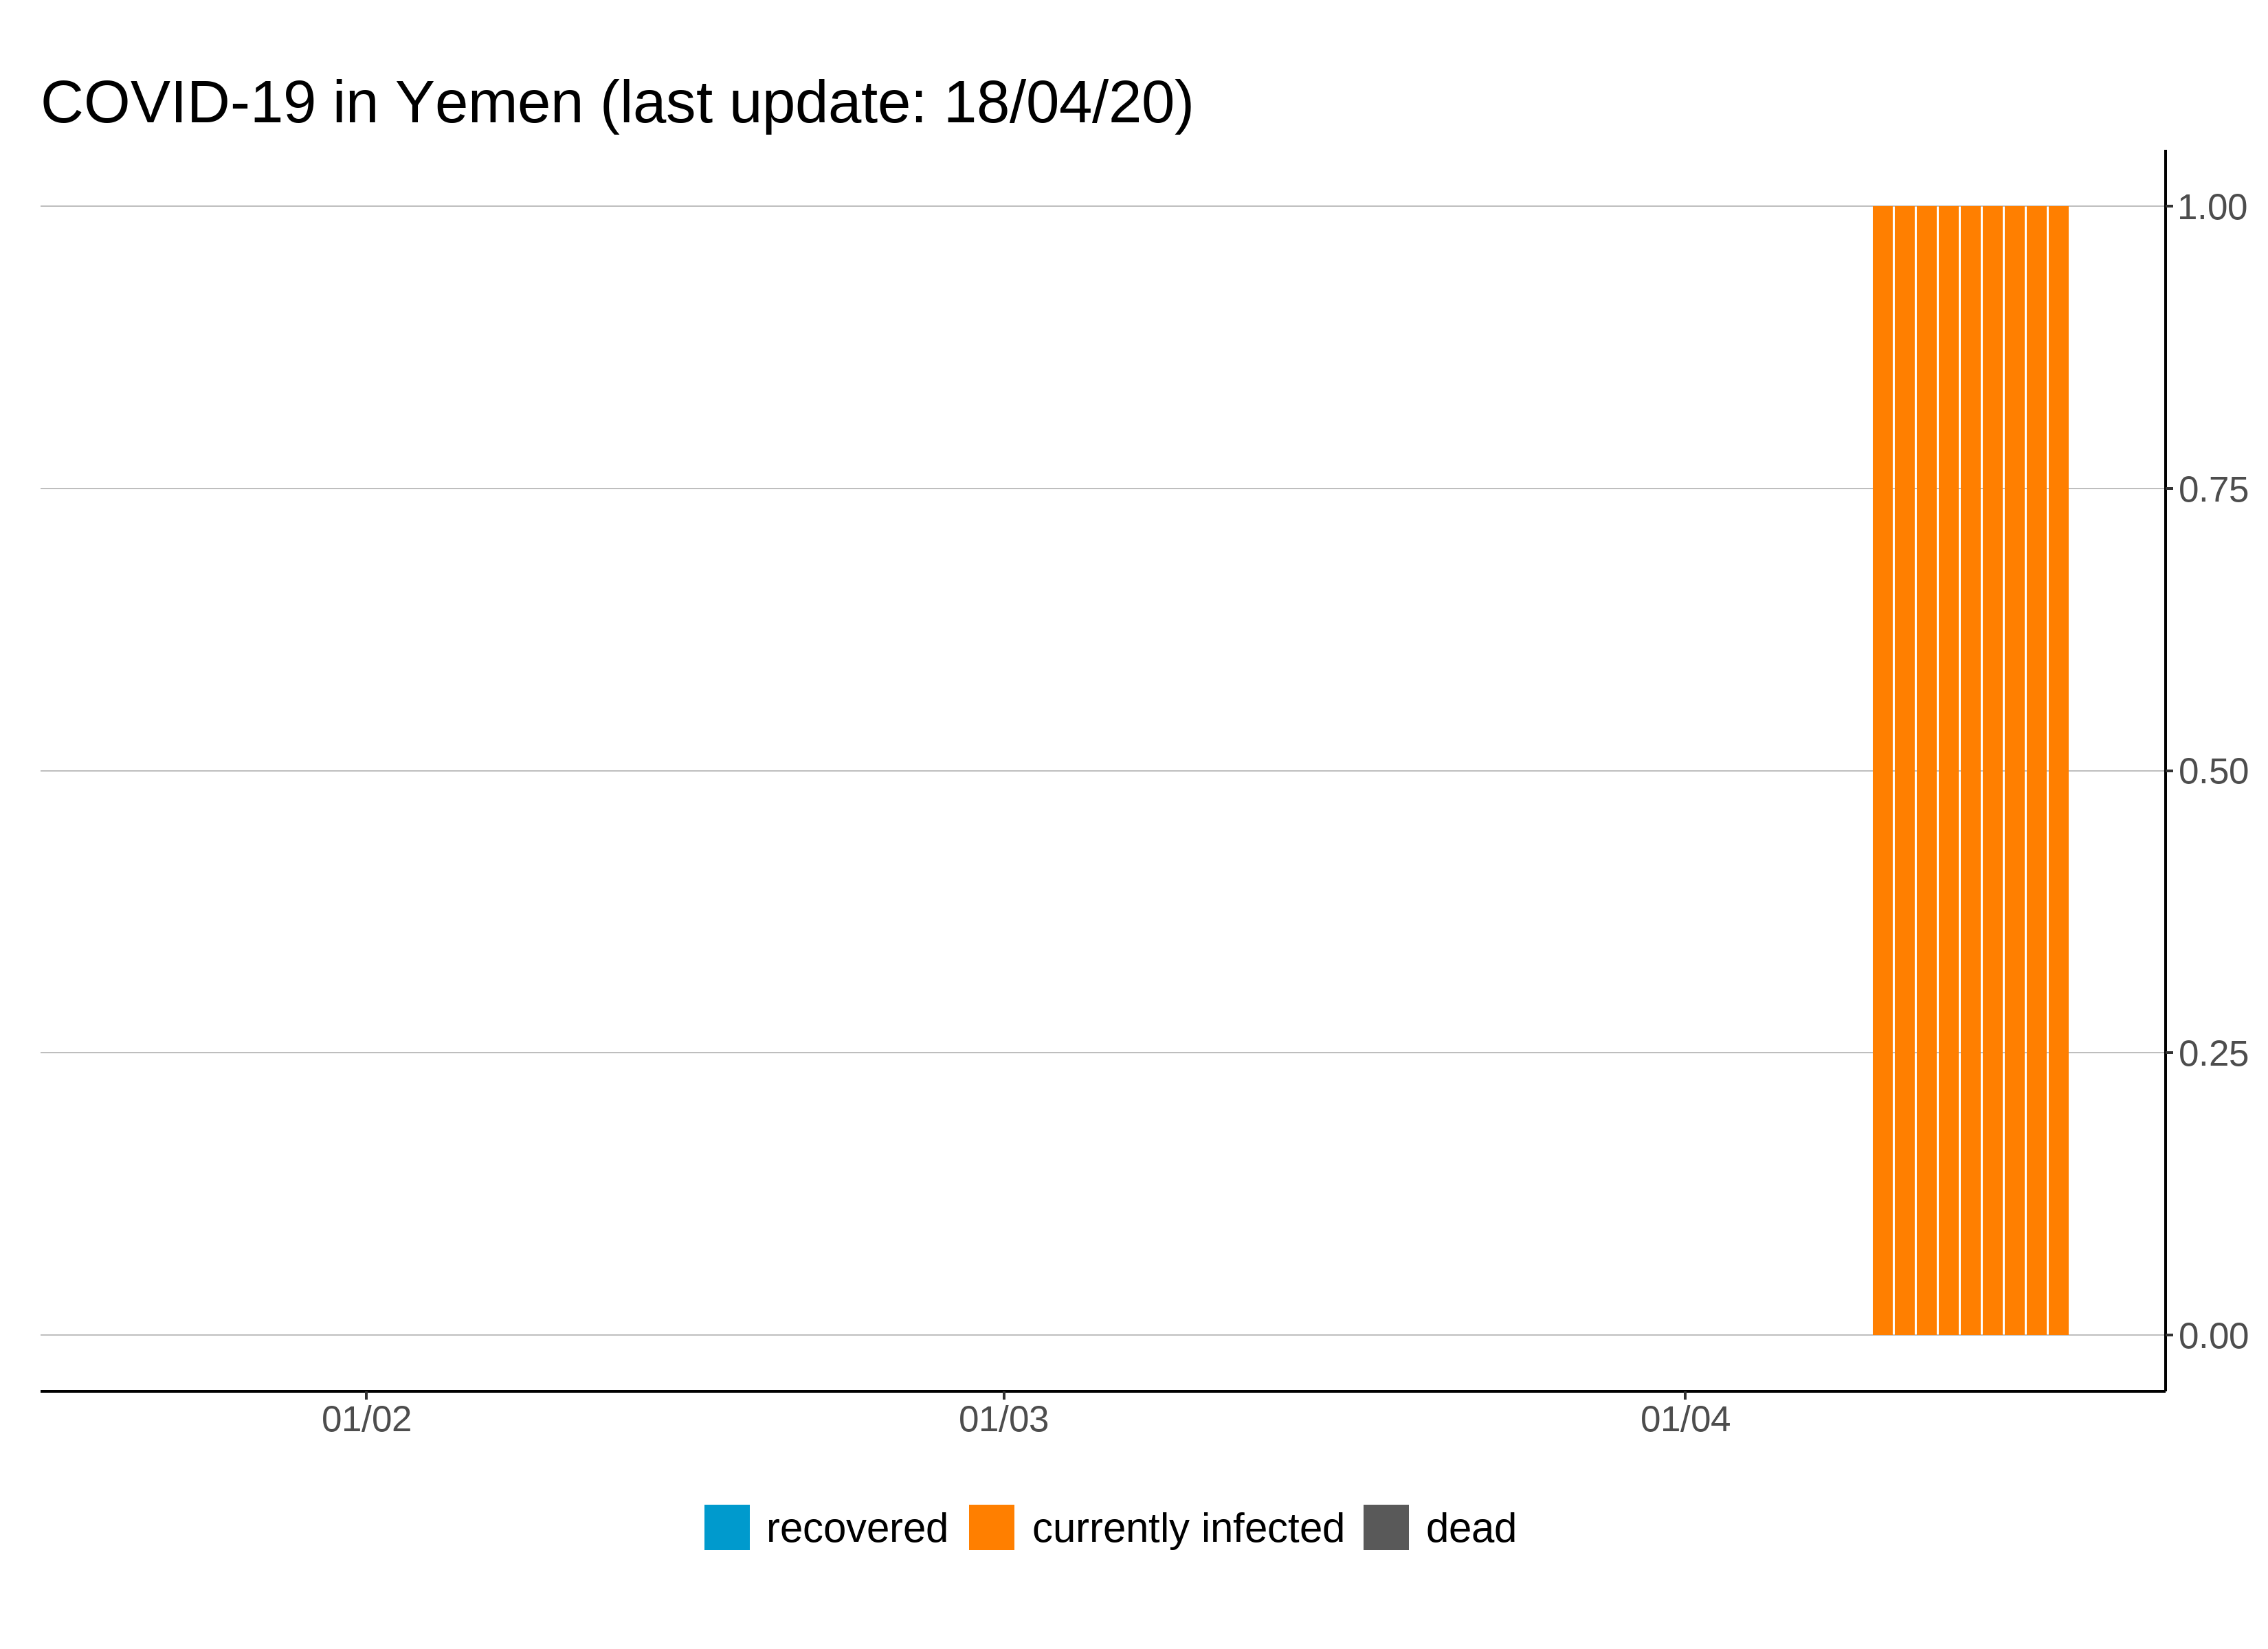 COVID-19 in Yemen (last update: 18/04/20)
1.00
0.75
0.50
0.25
0.00
01/02 01/03 01/04
recovered currently infected dead